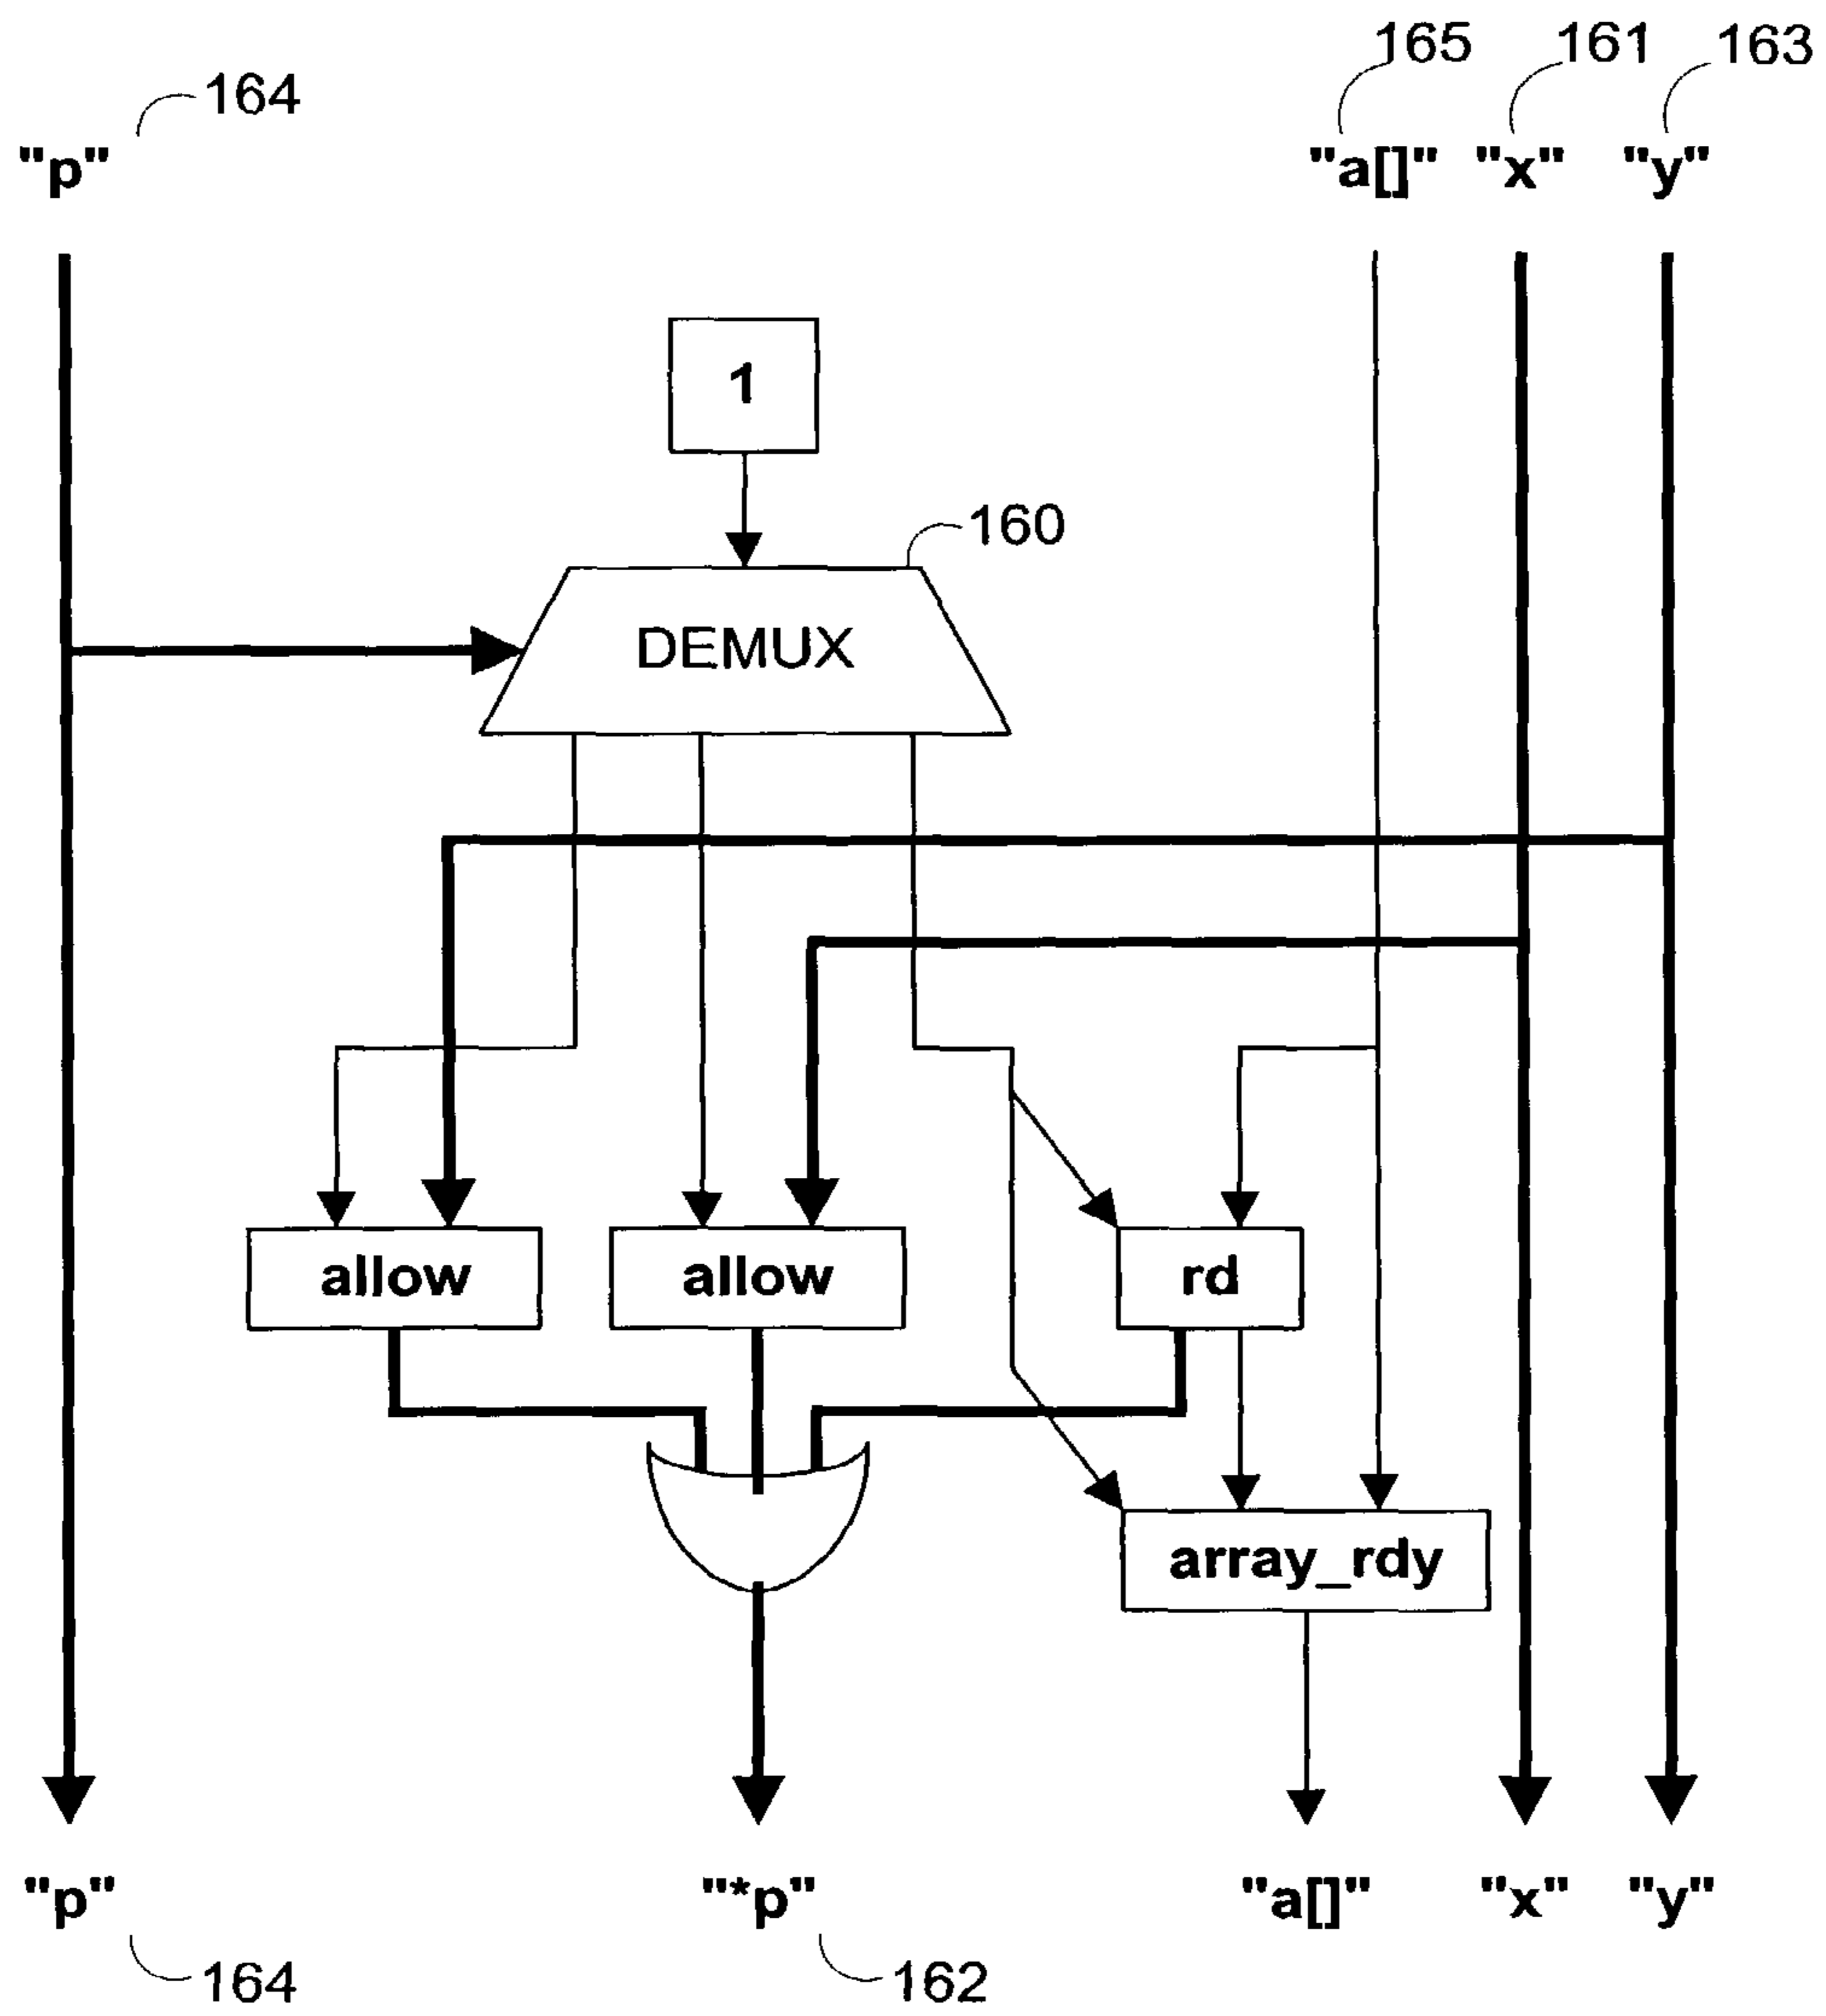 165 161 163
164
"p" "a[]" "x" "y"
1
160
DEMUX
allow allow rd
array_rdy
"p" "*p" "a[]" "x" "y"
164 162